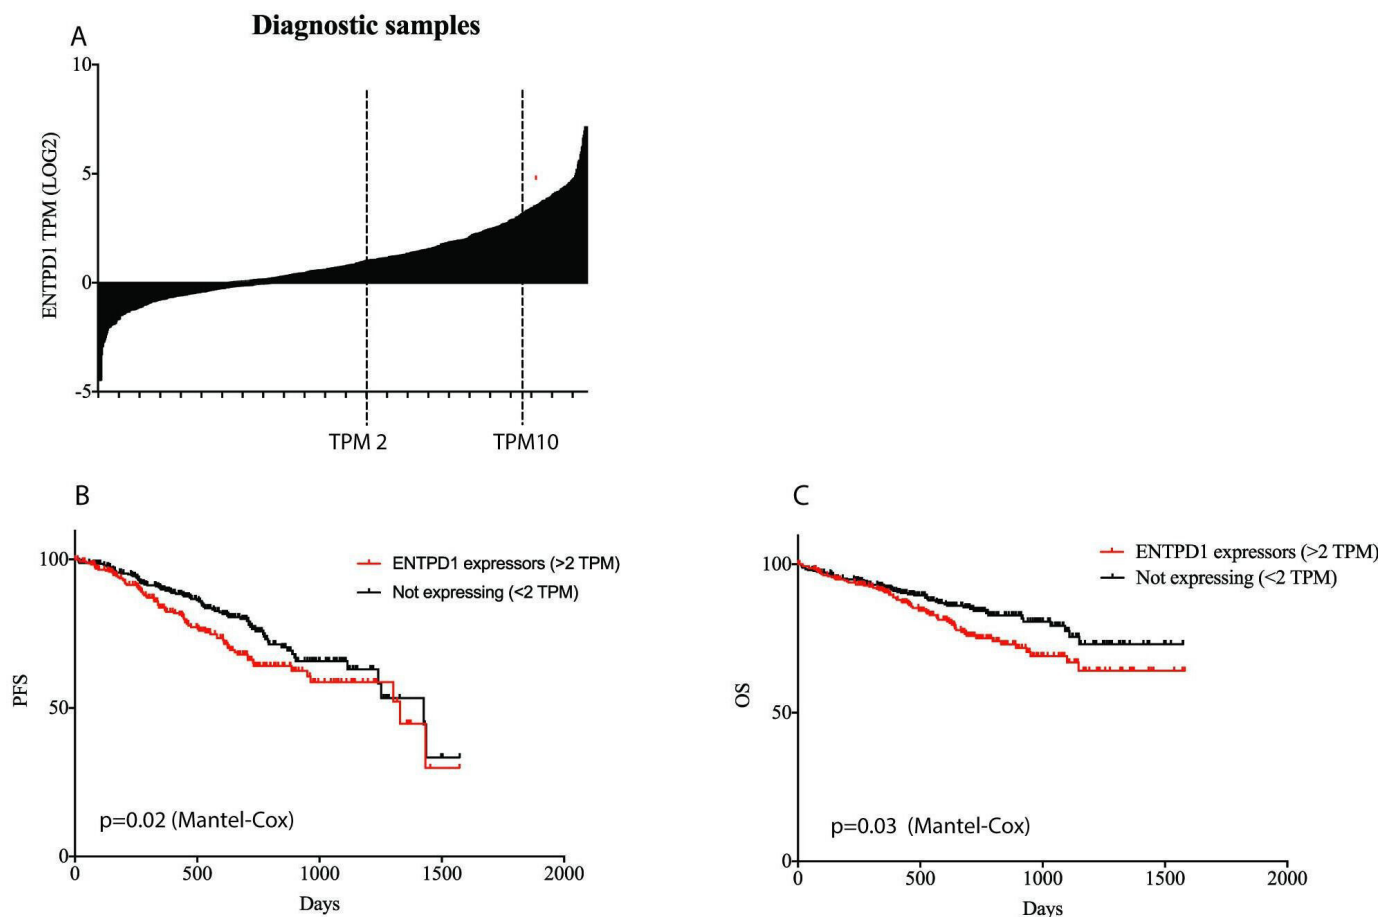 Diagnostic samples
A
10
5
0
-5
ENTPD1 TPM (LOG2)
TPM 2
TPM10
B
100
50
0
PFS
ENTPD1 expressors (>2 TPM)
Not expressing (<2 TPM)
p=0.02 (Mantel-Cox)
0
500
1000
1500
2000
Days
C
100
50
0
OS
ENTPD1 expressors (>2 TPM)
Not expressing (<2 TPM)
p=0.03 (Mantel-Cox)
0
500
1000
1500
2000
Days